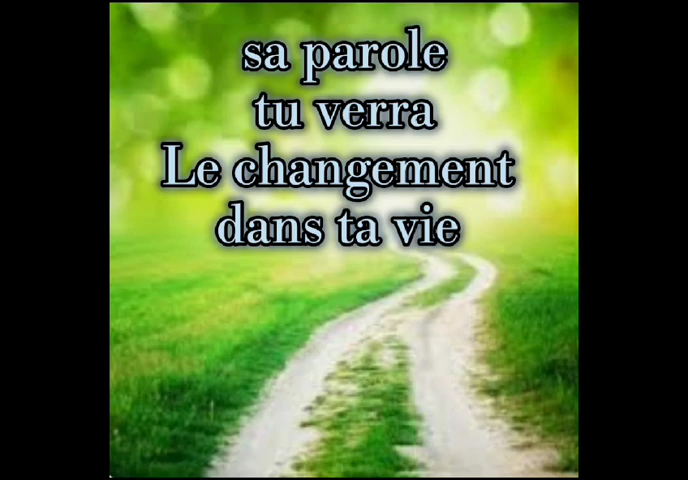 sa parole
tu verra
Le changement
dans ta vie